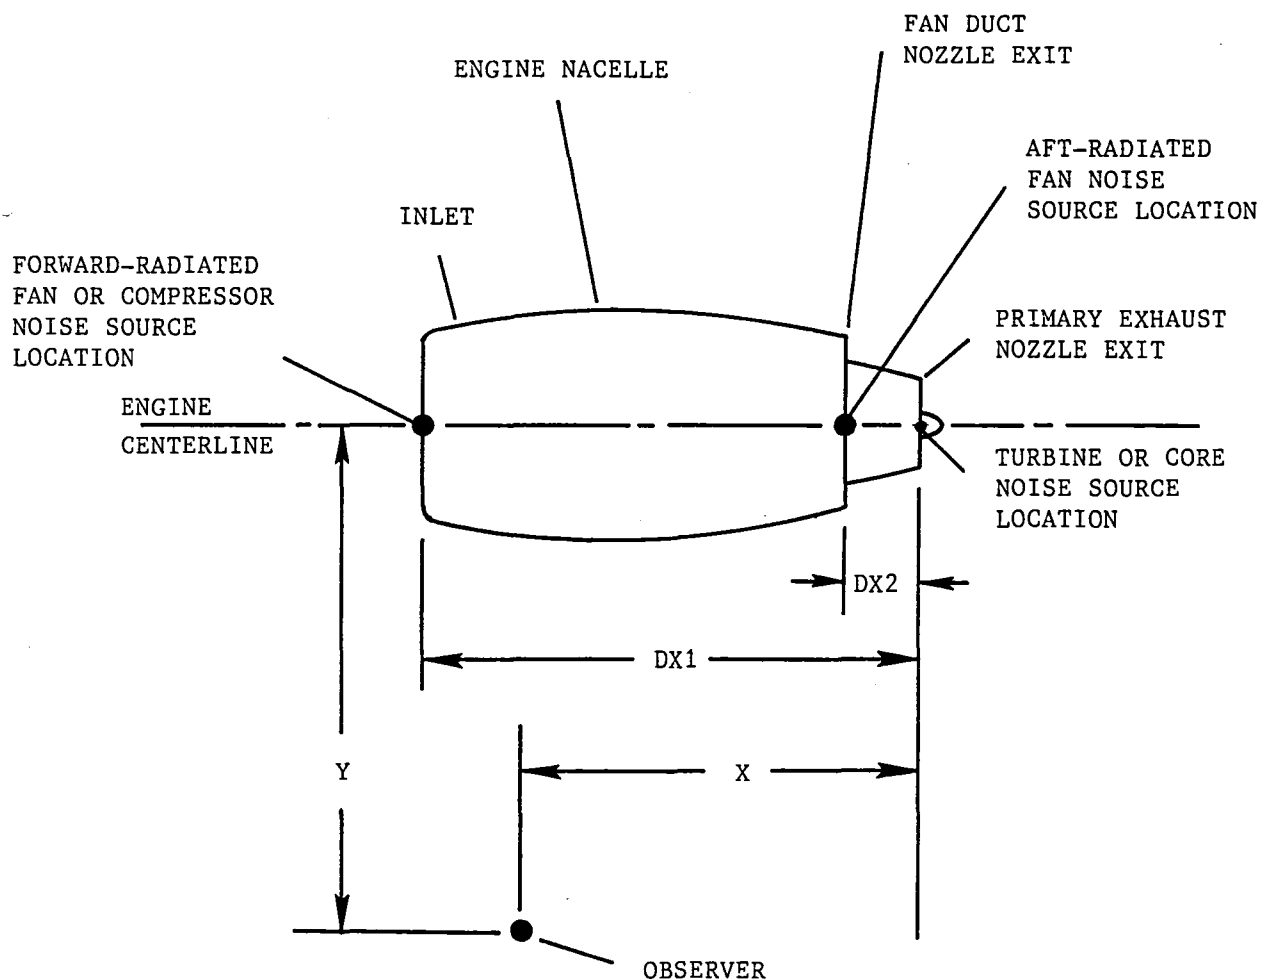 FAN DUCT
NOZZLE EXIT
ENGINE NACELLE
AFT-RADIATED
FAN NOISE
SOURCE LOCATION
INLET
FORWARD-RADIATED
FAN OR COMPRESSOR
NOISE SOURCE
LOCATION
PRIMARY EXHAUST
NOZZLE EXIT
ENGINE
CENTERLINE
TURBINE OR CORE
NOISE SOURCE
LOCATION
DX2
DX1
X
Y
OBSERVER